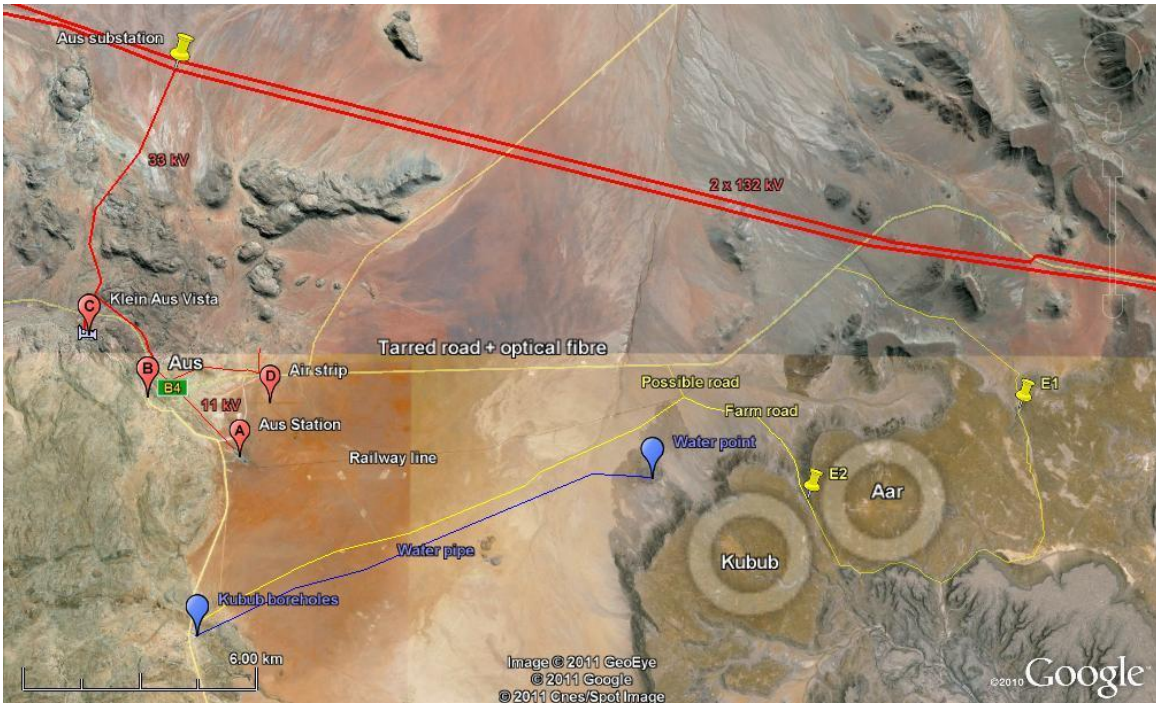 Aus substation
33 kV
2 x 132 kV
C
Klein Aus Vista
Tarred road + optical fibre
B
Aus
B4
D
Air strip
Possible road
E1
11 kV
Farm road
A
Aus Station
Water point
Railway line
E2
Aar
Water pipe
Kubub
Kubub boreholes
6.00 km
Image © 2011 GeoEye
© 2011 Google
© 2011 Cnes/Spot Image
©2010 Google